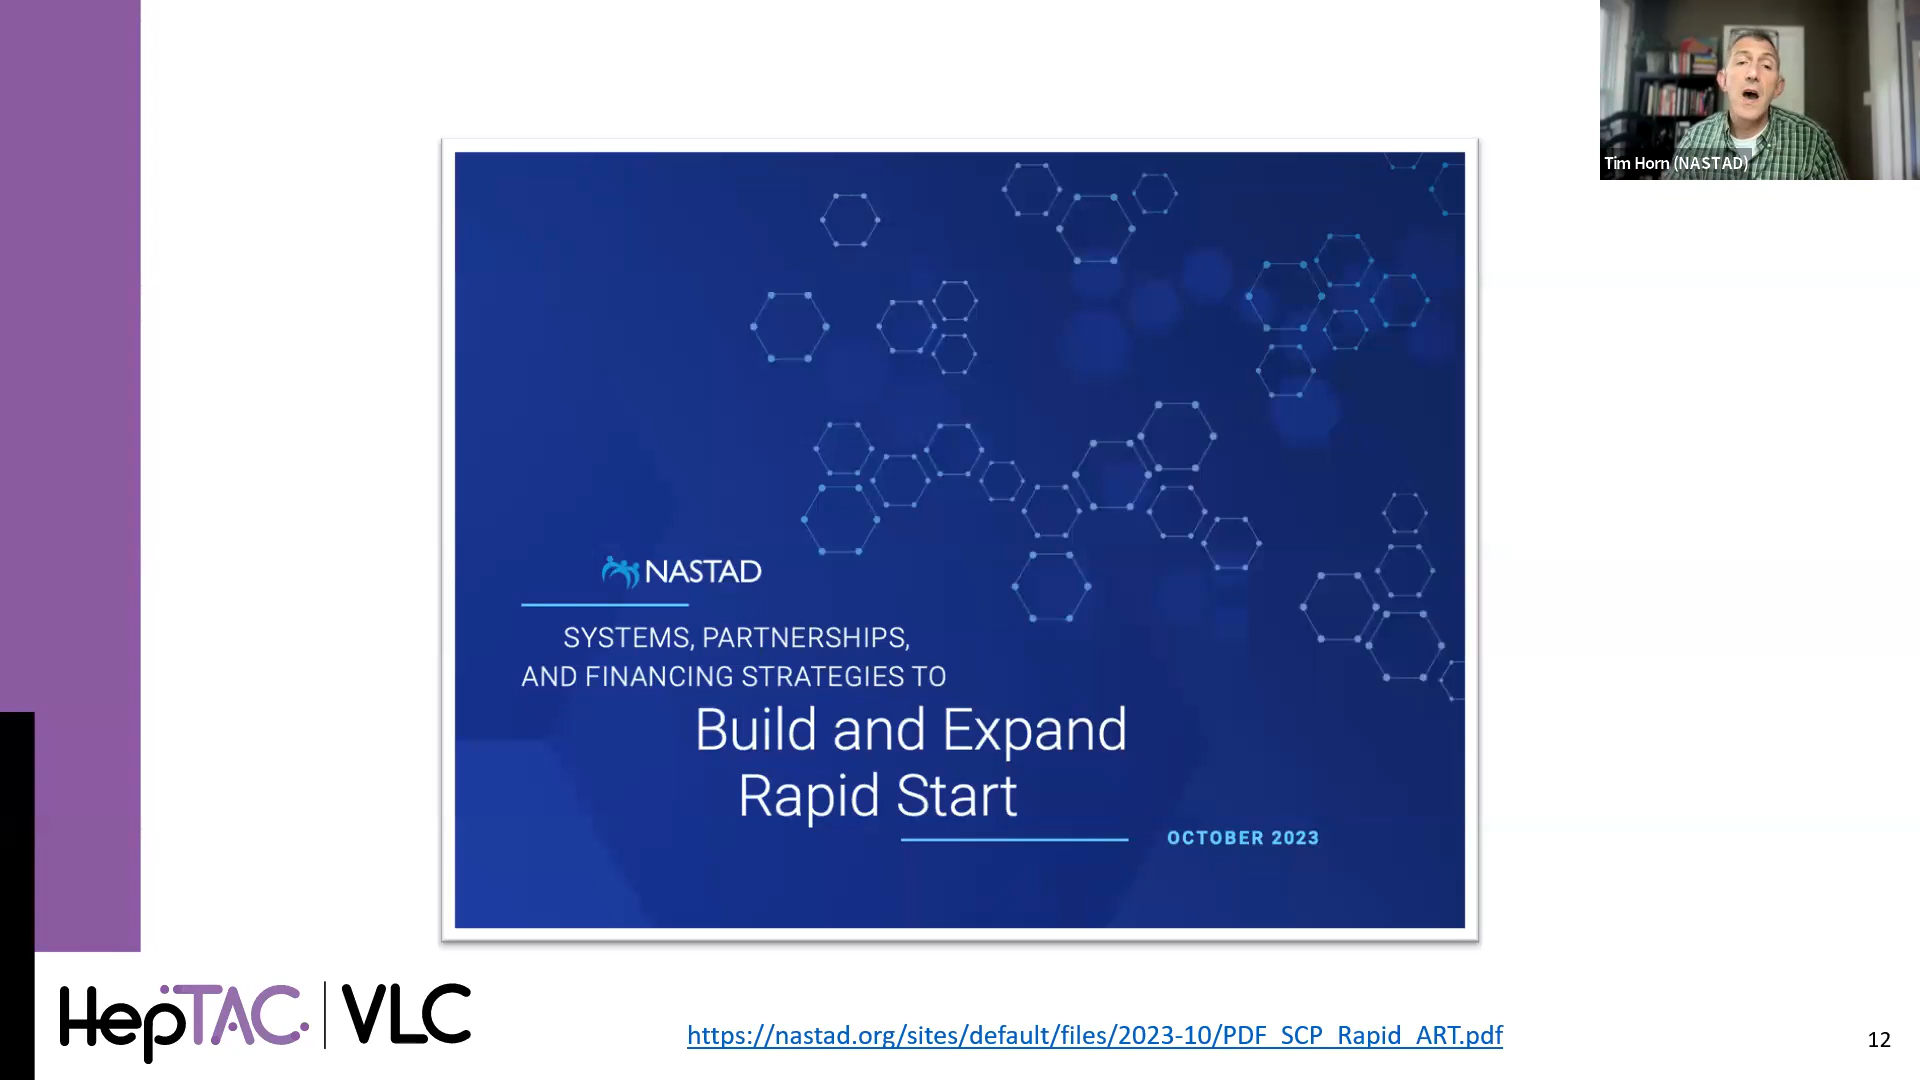 Tim Horn (NASTAD)
NASTAD
SYSTEMS, PARTNERSHIPS,
AND FINANCING STRATEGIES TO
Build and Expand
Rapid Start
OCTOBER 2023
HepTAC | VLC
https://nastad.org/sites/default/files/2023-10/PDF_SCP_Rapid_ART.pdf
12